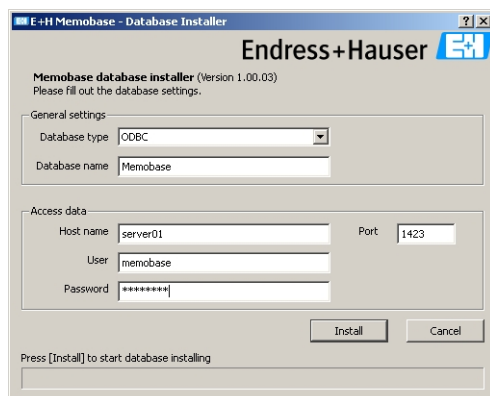 E+H Memobase - Database Installer
Endress+Hauser E+H
Memobase database installer (Version 1.00.03)
Please fill out the database settings.
General settings
Database type ODBC
Database name Memobase
Access data
Host name server01 Port 1423
User memobase
Password ********
Install Cancel
Press [Install] to start database installing